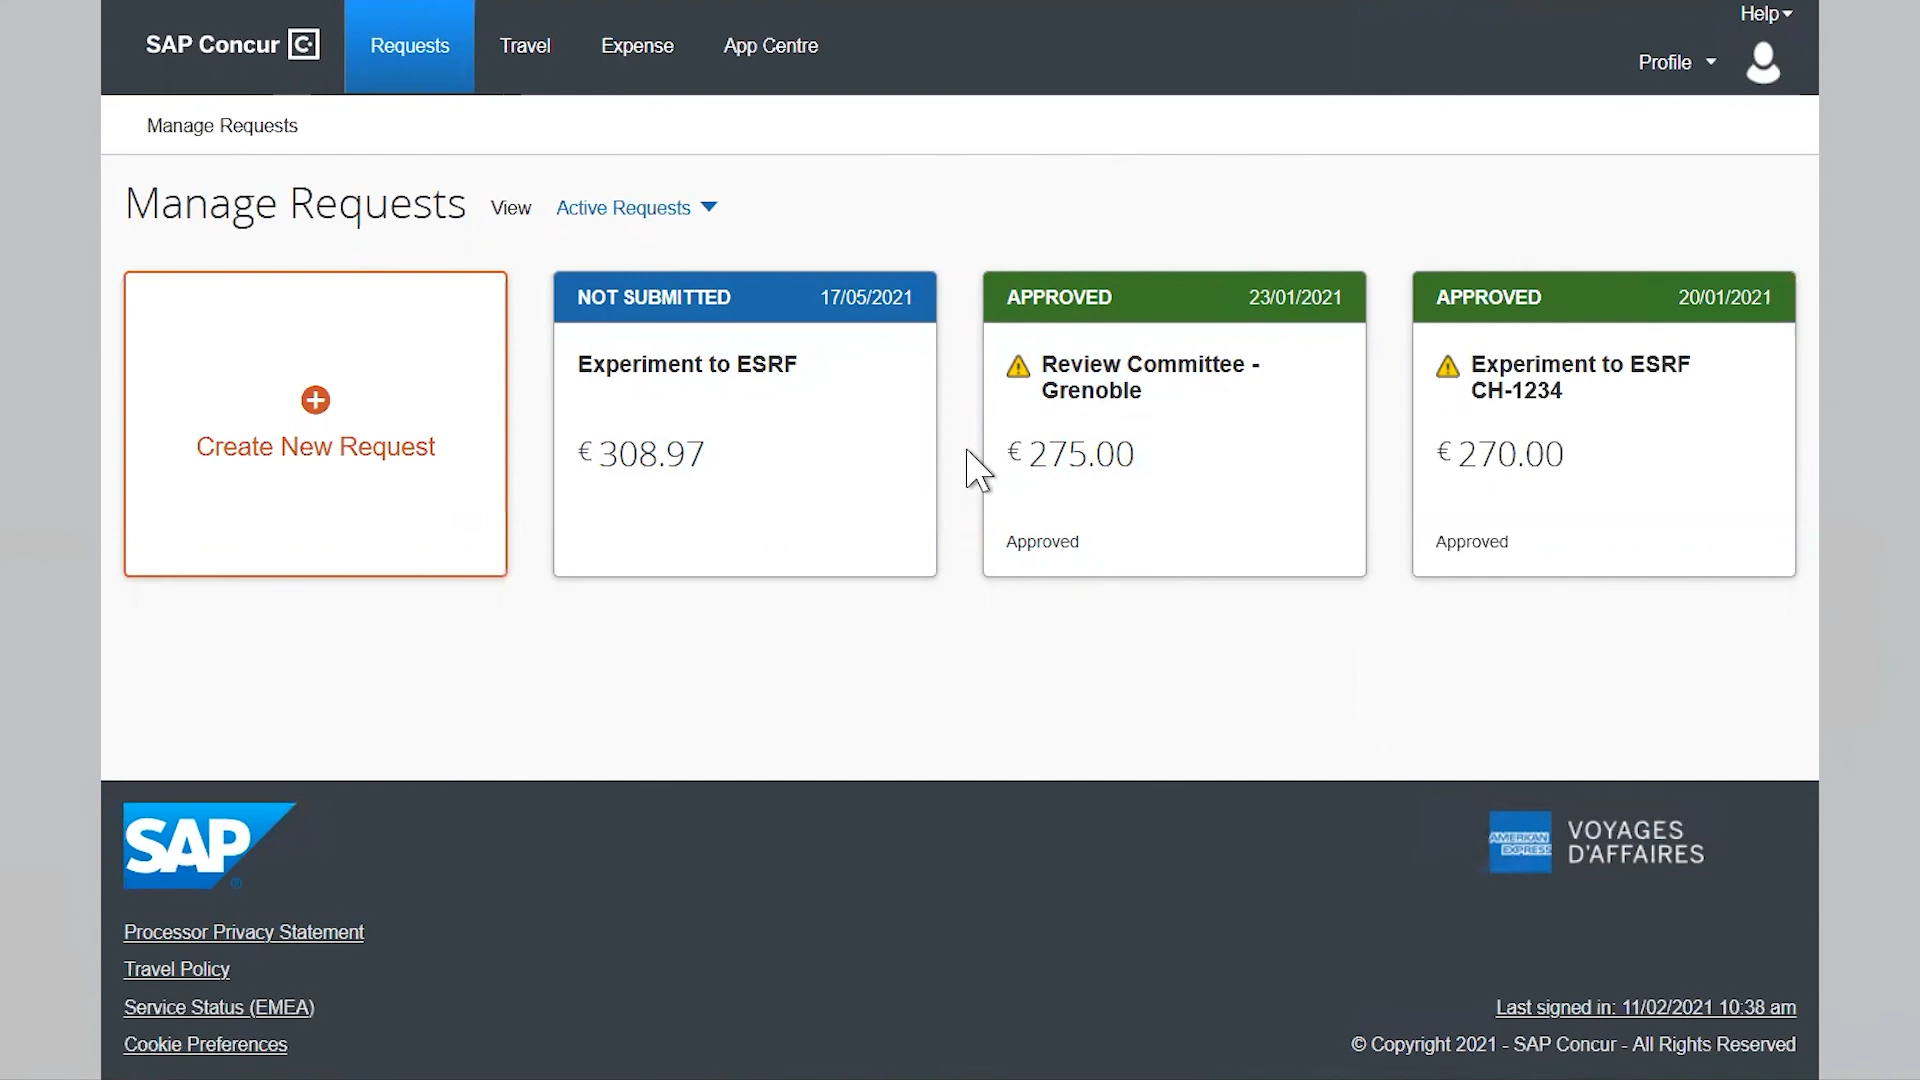 Help
SAP Concur C.
Requests
Travel
Expense
App Centre
Profile
Manage Requests
Manage Requests
View
Active Requests
Create New Request
NOT SUBMITTED 17/05/2021
Experiment to ESRF
€ 308.97
APPROVED 23/01/2021
Review Committee -
Grenoble
€ 275.00
Approved
APPROVED 20/01/2021
Experiment to ESRF
CH-1234
€ 270.00
Approved
SAP®
AMERICAN
EXPRESS
VOYAGES
D'AFFAIRES
Processor Privacy Statement
Travel Policy
Service Status (EMEA)
Cookie Preferences
Last signed in: 11/02/2021 10:38 am
© Copyright 2021 - SAP Concur - All Rights Reserved